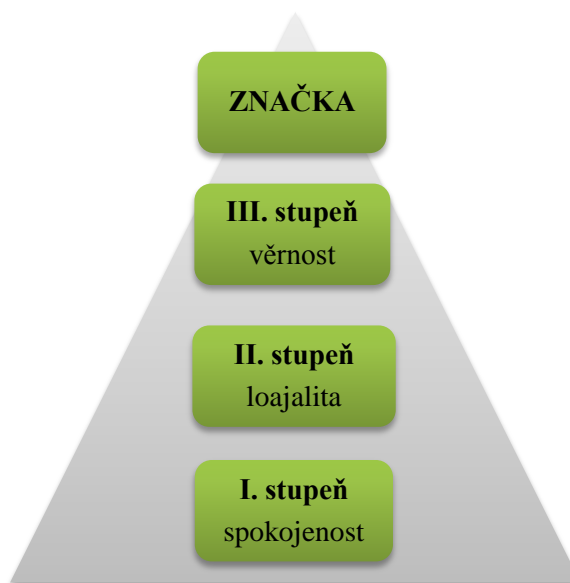 ZNAČKA
III. stupeň
věrnost
II. stupeň
loajalita
I. stupeň
spokojenost